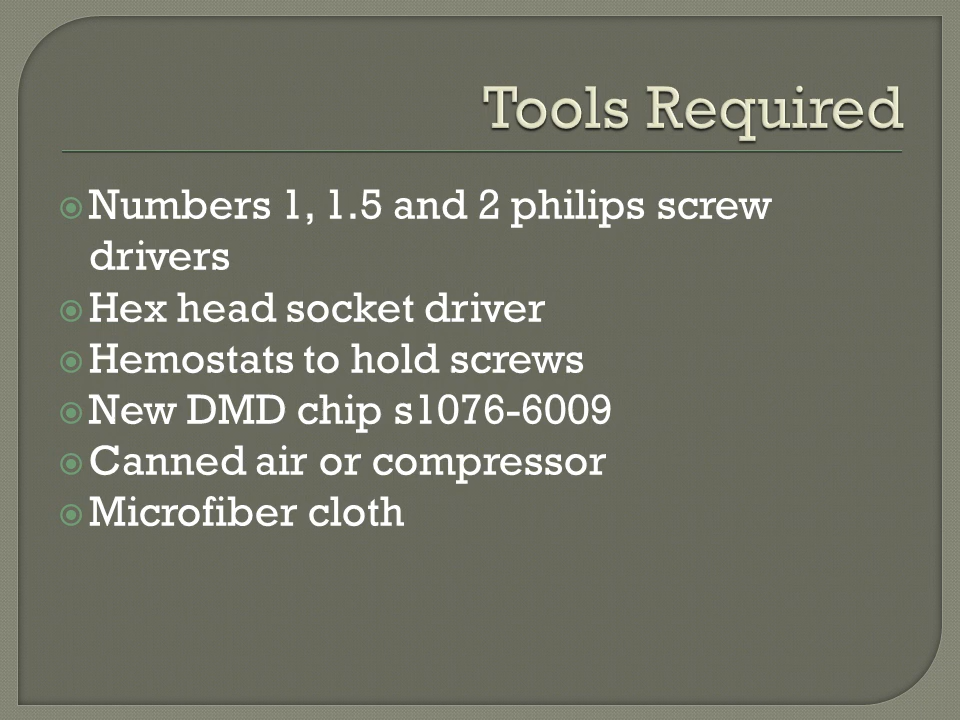 Tools Required
Numbers 1, 1.5 and 2 philips screw
drivers
Hex head socket driver
Hemostats to hold screws
New DMD chip s1076-6009
Canned air or compressor
Microfiber cloth